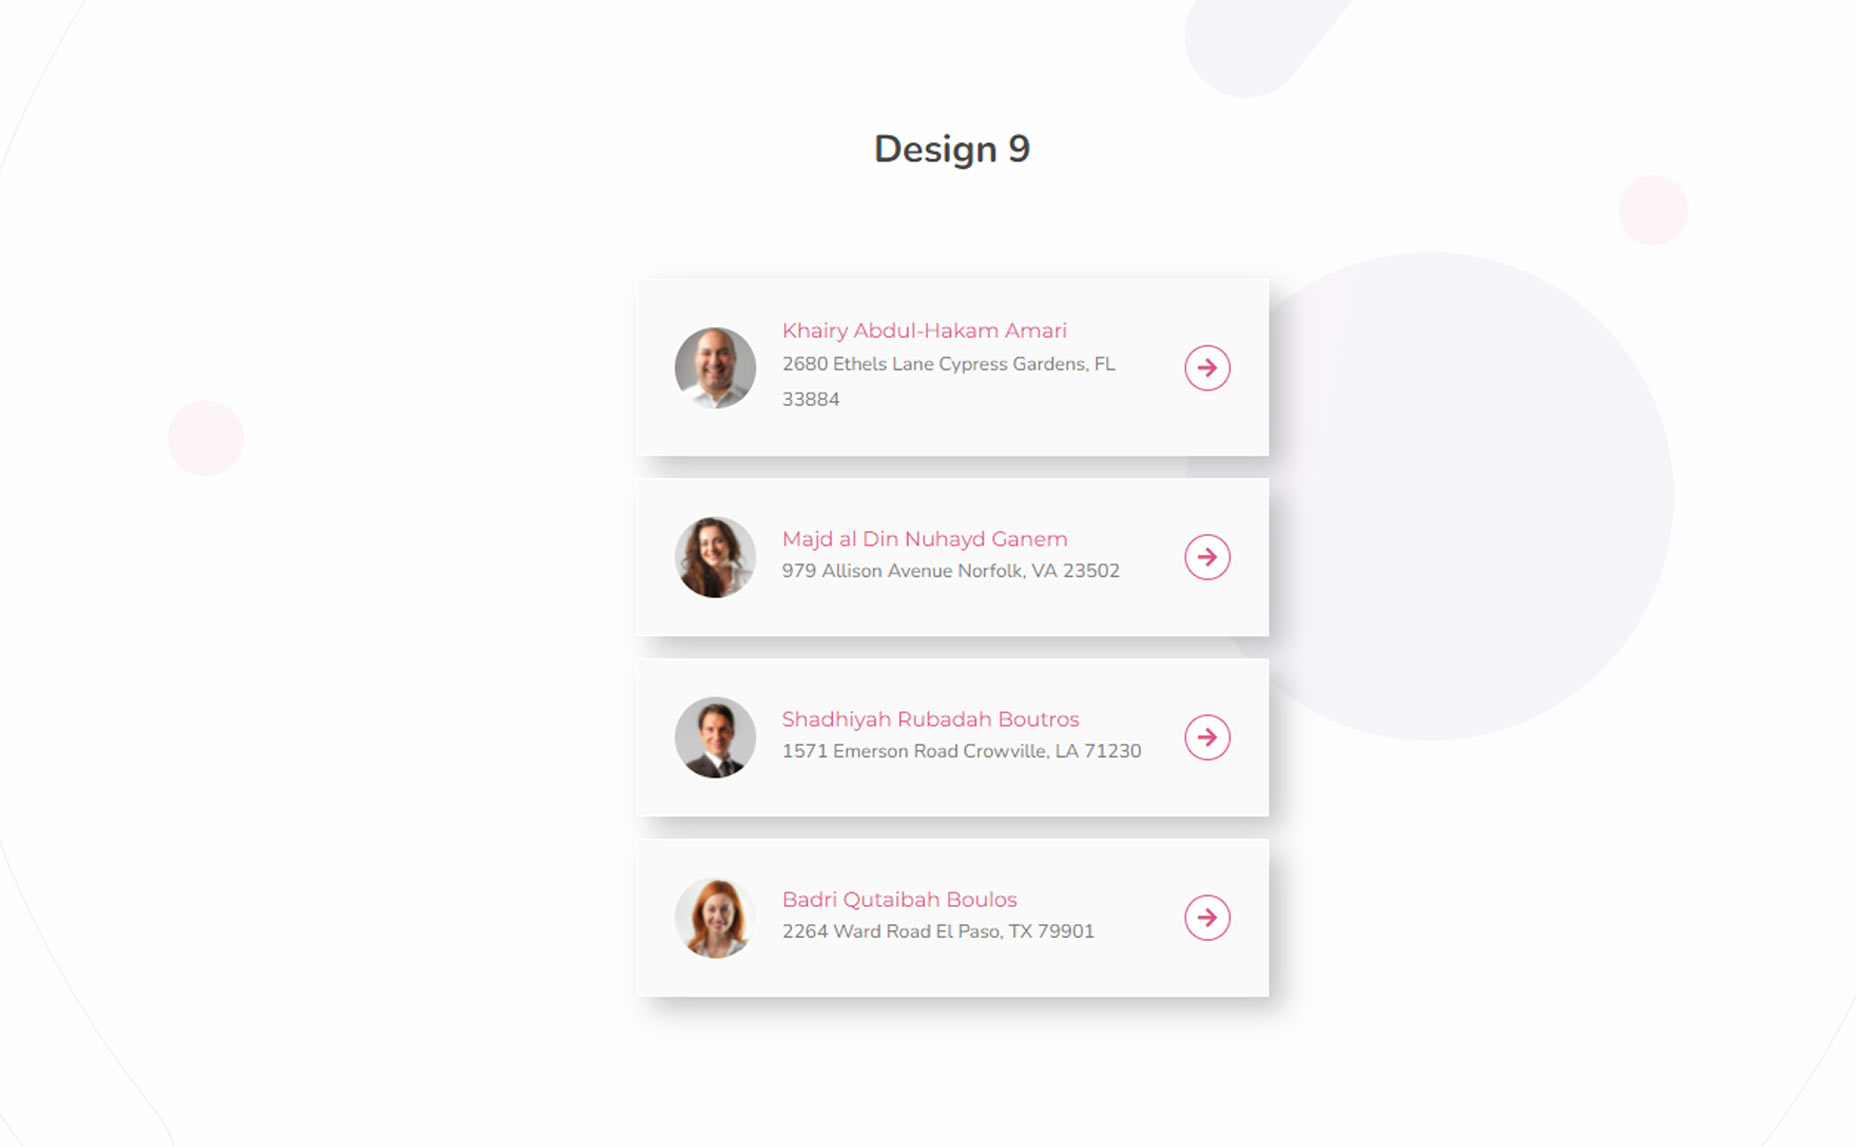 Design 9
Khairy Abdul-Hakam Amari
2680 Ethels Lane Cypress Gardens, FL
33884
Majd al Din Nuhayd Ganem
979 Allison Avenue Norfolk, VA 23502
Shadhiyah Rubadah Boutros
1571 Emerson Road Crowville, LA 71230
Badri Qutaibah Boulos
2264 Ward Road El Paso, TX 79901